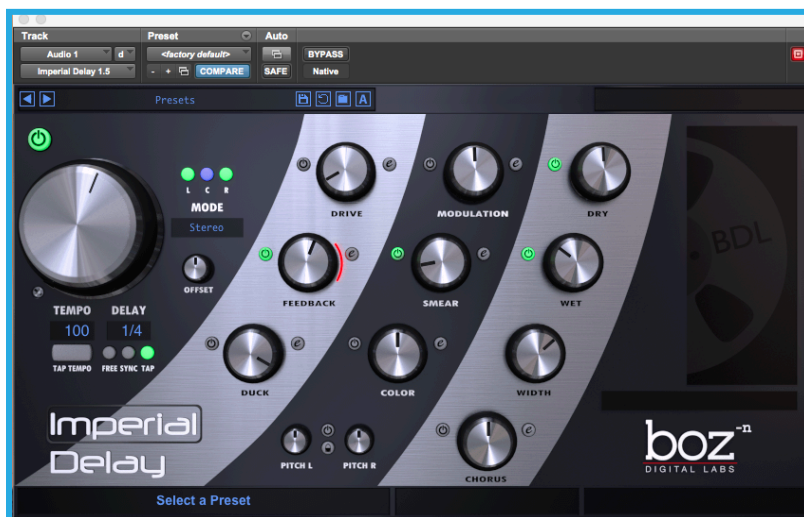 Track Preset Auto
Audio 1 d <factory default> BYPASS
Imperial Delay 1.5 - + COMPARE SAFE Native
Presets A
L C R
MODE
Stereo
OFFSET
TEMPO DELAY
100 1/4
TAP TEMPO FREE SYNC TAP
DRIVE e
MODULATION e
DRY
FEEDBACK e
SMEAR e
WET
DUCK e
COLOR e
WIDTH
PITCH L PITCH R
CHORUS e
BDL
Imperial
Delay
boz-n
DIGITAL LABS
Select a Preset